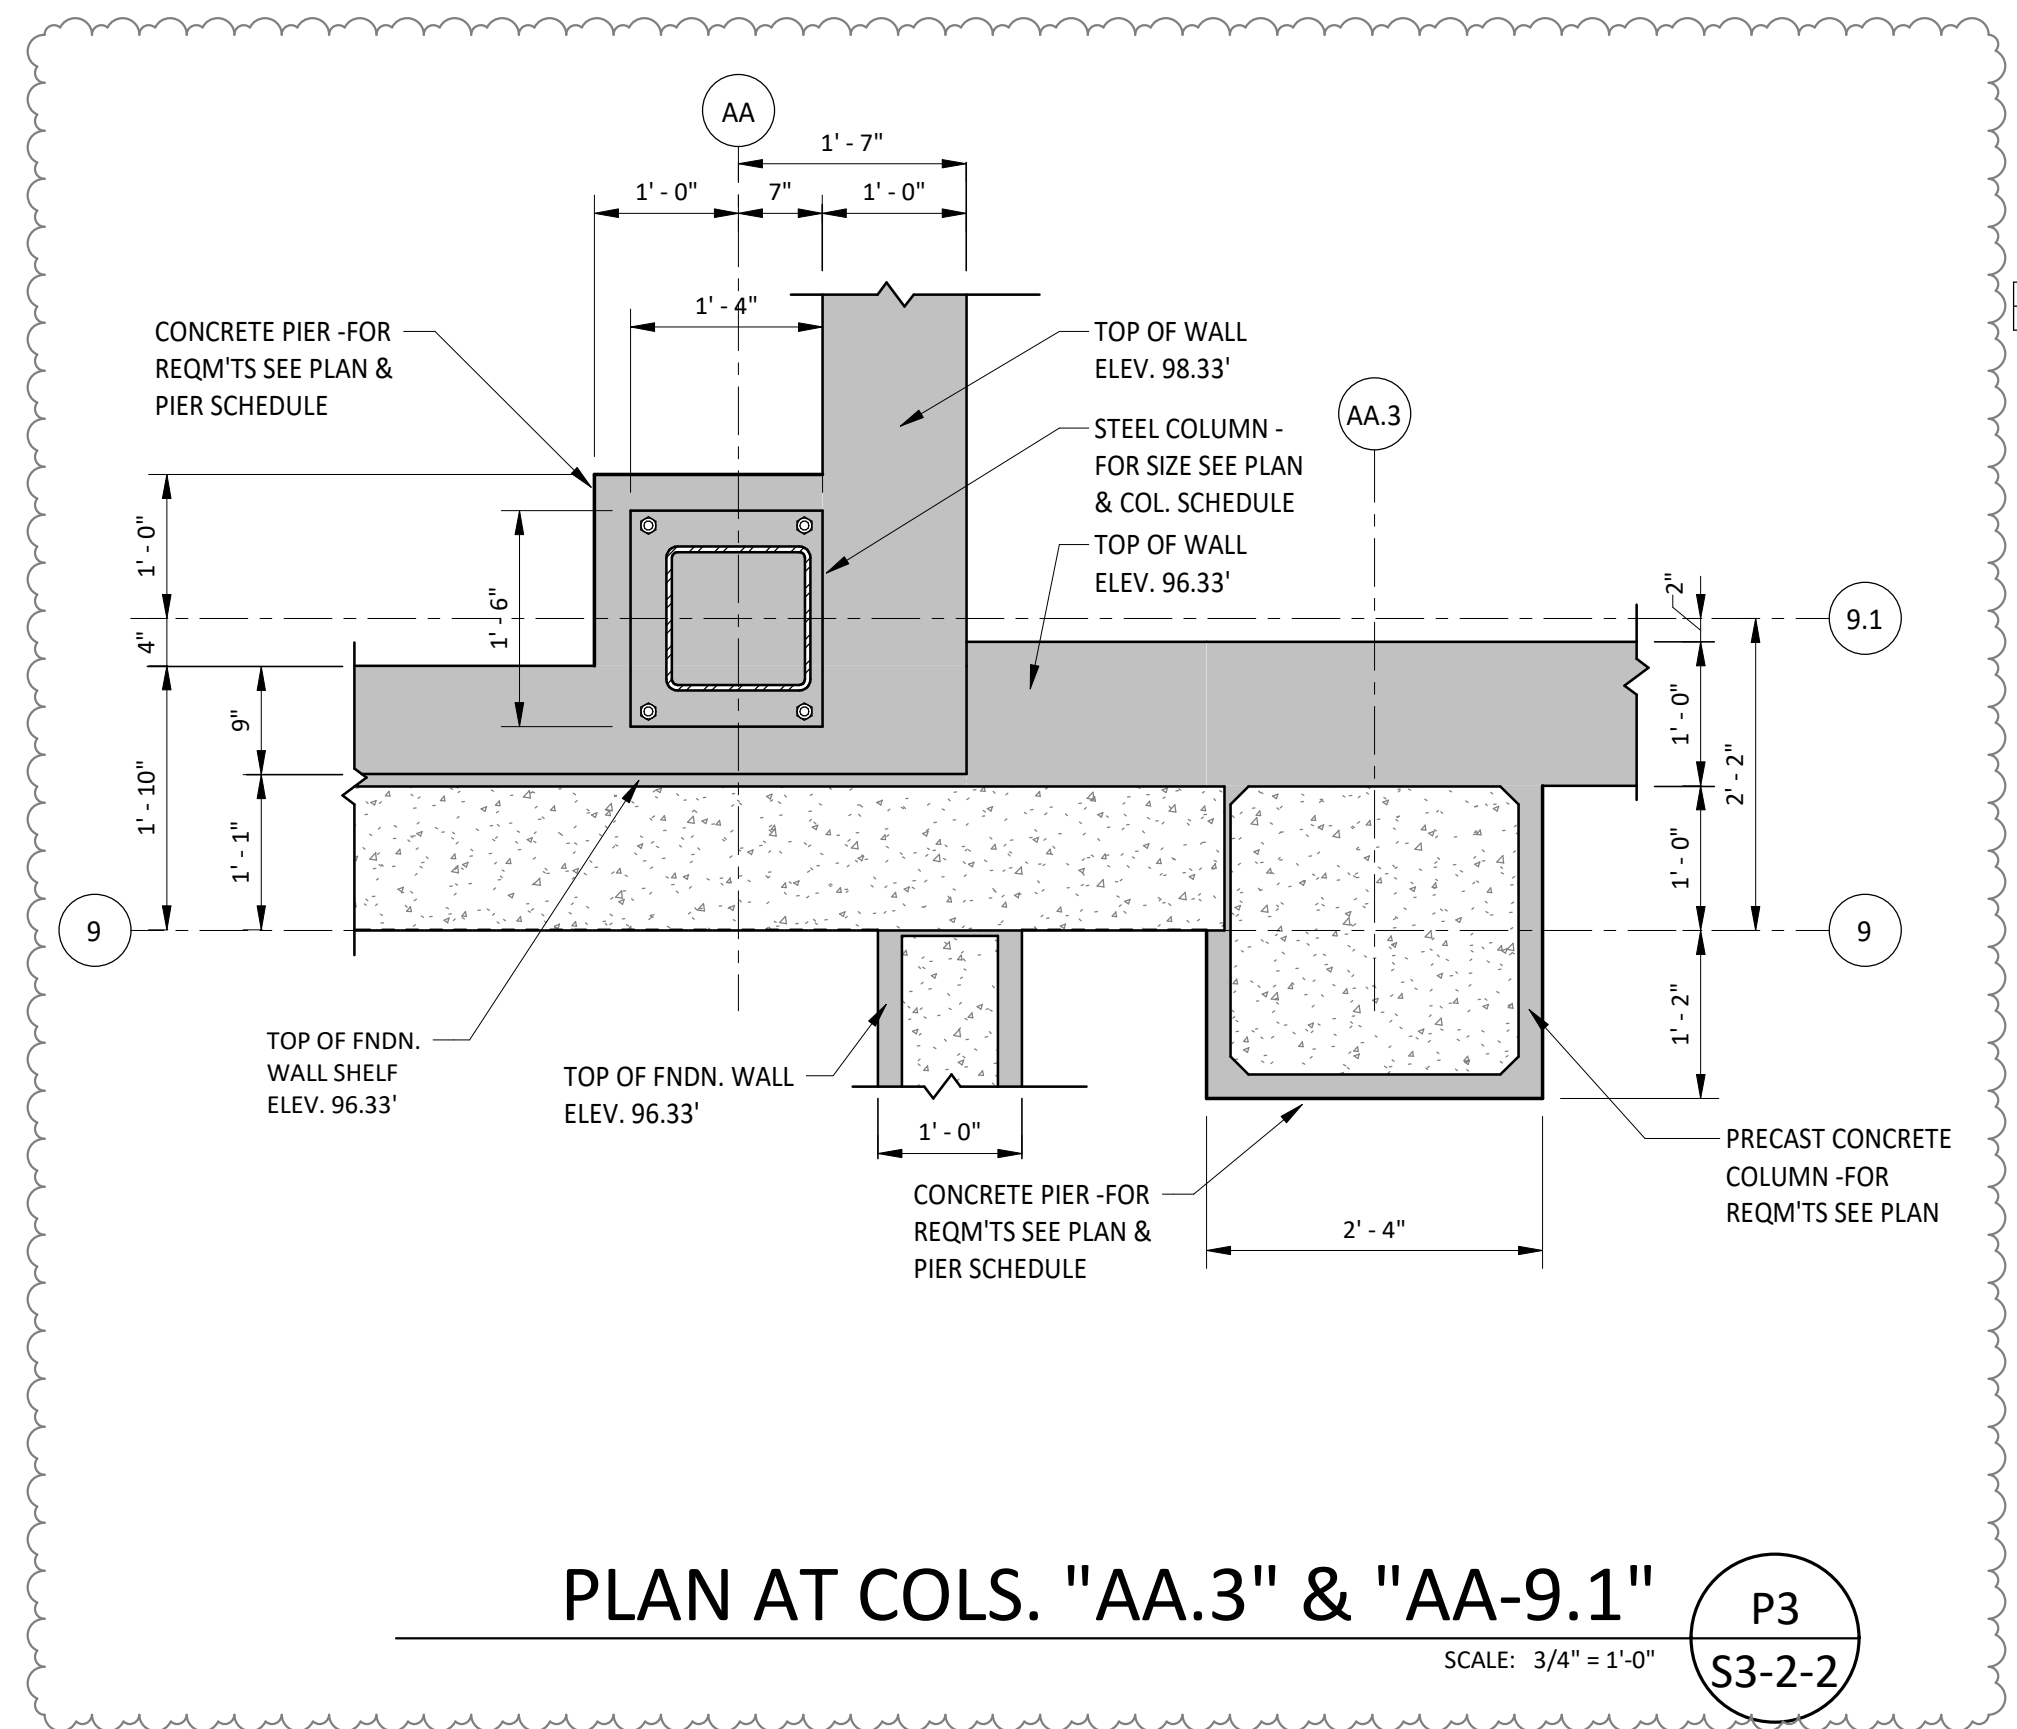 AA
1' - 7"
1' - 0"
7"
1' - 0"
1' - 4"
CONCRETE PIER -FOR
REQM'TS SEE PLAN &
PIER SCHEDULE
TOP OF WALL
ELEV. 98.33'
AA.3
STEEL COLUMN -
FOR SIZE SEE PLAN
& COL. SCHEDULE
TOP OF WALL
ELEV. 96.33'
1' - 0"
4"
1' - 10"
9"
1' - 1"
1' - 6"
2"
9.1
1' - 0"
2' - 2"
1' - 0"
9
9
1' - 2"
TOP OF FNDN.
WALL SHELF
ELEV. 96.33'
TOP OF FNDN. WALL
ELEV. 96.33'
1' - 0"
CONCRETE PIER -FOR
REQM'TS SEE PLAN &
PIER SCHEDULE
2' - 4"
PRECAST CONCRETE
COLUMN -FOR
REQM'TS SEE PLAN
PLAN AT COLS. "AA.3" & "AA-9.1"
SCALE: 3/4" = 1'-0"
P3
S3-2-2